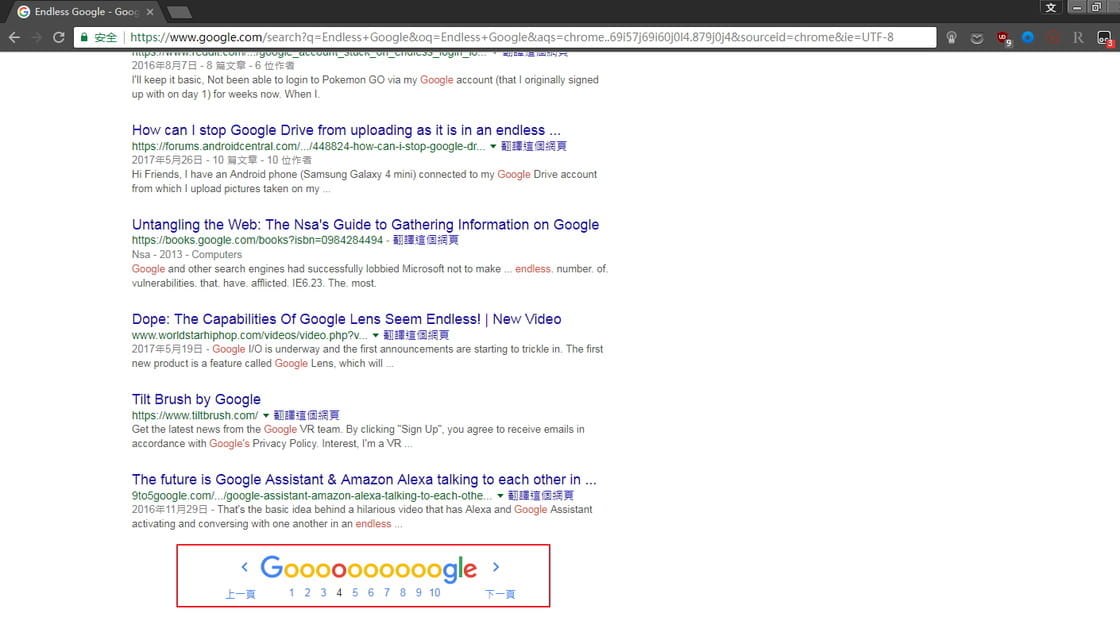 Endless Google - Goog
安全 https://www.google.com/search?q=Endless+Google&oq=Endless+Google&aqs=chrome..69i57j69i60j0l4.879j0j4&sourceid=chrome&ie=UTF-8
https://www.reddit.com/.../google_account_stuck_on_endless_login_lo... 翻譯這個網頁
2016年8月7日 - 8 篇文章 - 6 位作者
I'll keep it basic, Not been able to login to Pokemon GO via my Google account (that I originally signed
up with on day 1) for weeks now. When I.
How can I stop Google Drive from uploading as it is in an endless ...
https://forums.androidcentral.com/.../448824-how-can-i-stop-google-dr... 翻譯這個網頁
2017年5月26日 - 10 篇文章 - 10 位作者
Hi Friends, I have an Android phone (Samsung Galaxy 4 mini) connected to my Google Drive account
from which I upload pictures taken on my ...
Untangling the Web: The Nsa's Guide to Gathering Information on Google
https://books.google.com/books?isbn=0984284494 - 翻譯這個網頁
Nsa - 2013 - Computers
Google and other search engines had successfully lobbied Microsoft not to make ... endless. number. of.
vulnerabilities. that. have. afflicted. IE6.23. The. most.
Dope: The Capabilities Of Google Lens Seem Endless! | New Video
www.worldstarhiphop.com/videos/video.php?v... 翻譯這個網頁
2017年5月19日 - Google I/O is underway and the first announcements are starting to trickle in. The first
new product is a feature called Google Lens, which will ...
Tilt Brush by Google
https://www.tiltbrush.com/ 翻譯這個網頁
Get the latest news from the Google VR team. By clicking "Sign Up", you agree to receive emails in
accordance with Google's Privacy Policy. Interest, I'm a VR ...
The future is Google Assistant & Amazon Alexa talking to each other in ...
9to5google.com/.../google-assistant-amazon-alexa-talking-to-each-othe... 翻譯這個網頁
2016年11月29日 - That's the basic idea behind a hilarious video that has Alexa and Google Assistant
activating and conversing with one another in an endless ...
Goooooooooogle
上一頁 1 2 3 4 5 6 7 8 9 10 下一頁